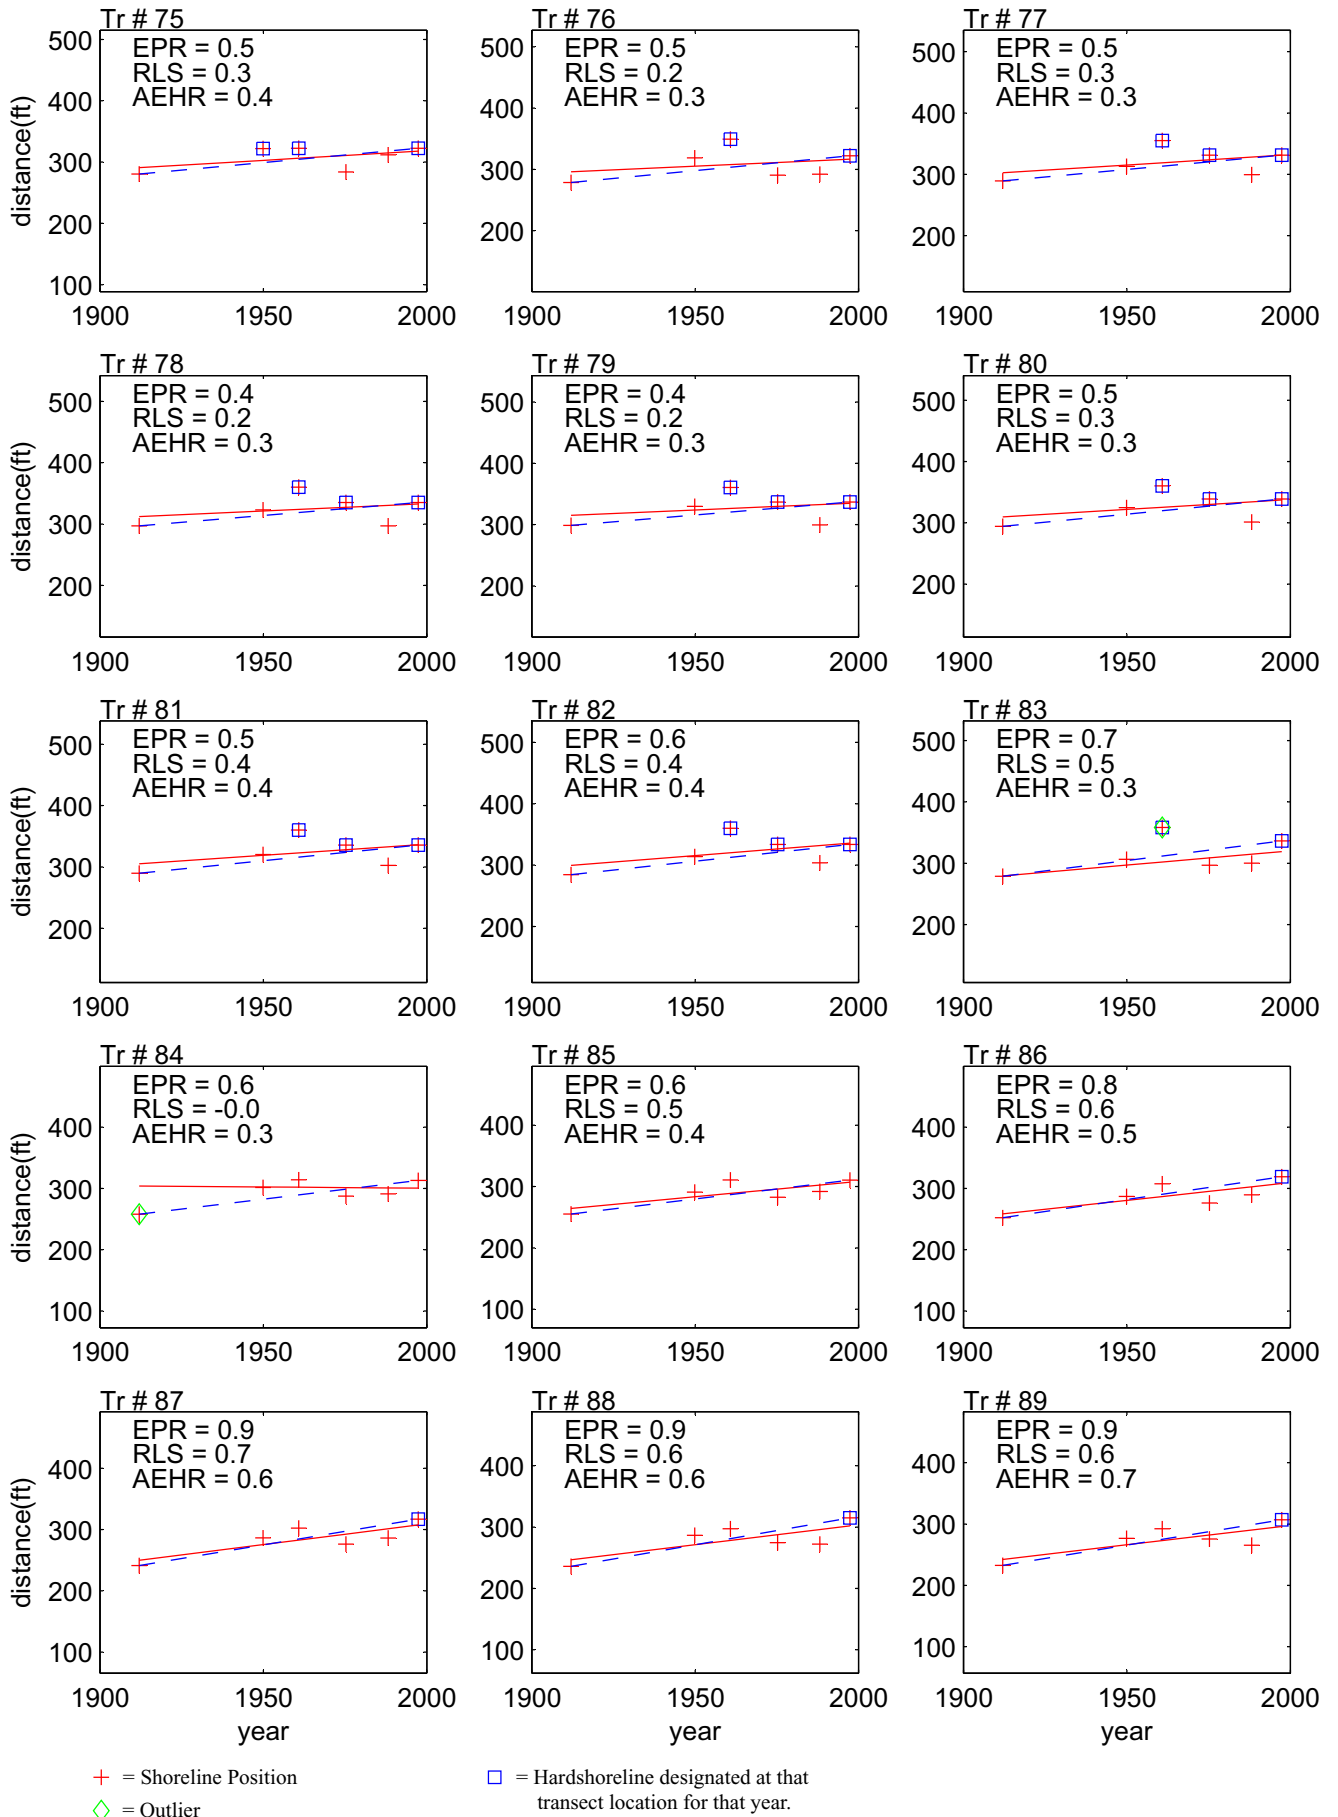 Tr # 75
EPR = 0.5
RLS = 0.3
AEHR = 0.4
500
400
300
200
100
distance(ft)
1900
1950
2000
Tr # 76
EPR = 0.5
RLS = 0.2
AEHR = 0.3
400
300
200
1900
1950
2000
Tr # 77
EPR = 0.5
RLS = 0.3
AEHR = 0.3
500
400
300
200
1900
1950
2000
Tr # 78
EPR = 0.4
RLS = 0.2
AEHR = 0.3
500
400
300
200
distance(ft)
1900
1950
2000
Tr # 79
EPR = 0.4
RLS = 0.2
AEHR = 0.3
500
400
300
200
1900
1950
2000
Tr # 80
EPR = 0.5
RLS = 0.3
AEHR = 0.3
500
400
300
200
1900
1950
2000
Tr # 81
EPR = 0.5
RLS = 0.4
AEHR = 0.4
500
400
300
200
distance(ft)
1900
1950
2000
Tr # 82
EPR = 0.6
RLS = 0.4
AEHR = 0.4
500
400
300
200
1900
1950
2000
Tr # 83
EPR = 0.7
RLS = 0.5
AEHR = 0.3
500
400
300
200
1900
1950
2000
Tr # 84
EPR = 0.6
RLS = -0.0
AEHR = 0.3
400
300
200
100
distance(ft)
1900
1950
2000
Tr # 85
EPR = 0.6
RLS = 0.5
AEHR = 0.4
400
300
200
100
1900
1950
2000
Tr # 86
EPR = 0.8
RLS = 0.6
AEHR = 0.5
400
300
200
100
1900
1950
2000
Tr # 87
EPR = 0.9
RLS = 0.7
AEHR = 0.6
400
300
200
100
distance(ft)
1900
1950
2000
year
Tr # 88
EPR = 0.9
RLS = 0.6
AEHR = 0.6
400
300
200
100
1900
1950
2000
year
Tr # 89
EPR = 0.9
RLS = 0.6
AEHR = 0.7
400
300
200
100
1900
1950
2000
year
= Shoreline Position
= Outlier
= Hardshoreline designated at that
transect location for that year.